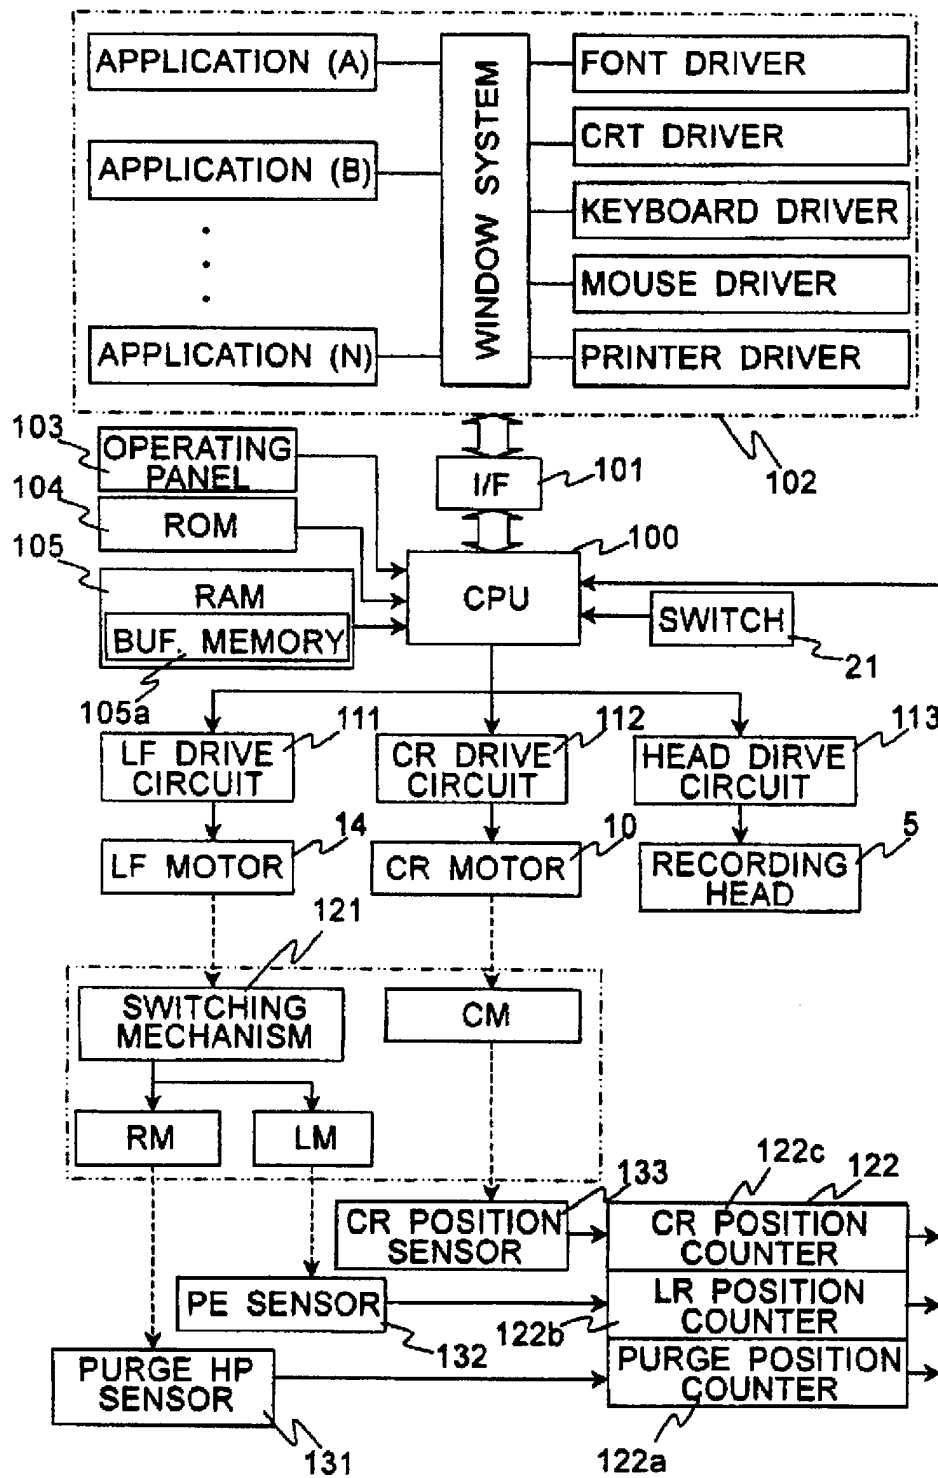 APPLICATION (A)
APPLICATION (B)
APPLICATION (N)
WINDOW SYSTEM
FONT DRIVER
CRT DRIVER
KEYBOARD DRIVER
MOUSE DRIVER
PRINTER DRIVER
102
103
OPERATING
PANEL
104
ROM
105
RAM
BUF. MEMORY
105a
I/F
101
100
CPU
SWITCH
21
111
LF DRIVE
CIRCUIT
112
CR DRIVE
CIRCUIT
113
HEAD DIRVE
CIRCUIT
14
LF MOTOR
10
CR MOTOR
5
RECORDING
HEAD
121
SWITCHING
MECHANISM
CM
RM
LM
133
CR POSITION
SENSOR
122c
122
CR POSITION
COUNTER
PE SENSOR
132
122b
LR POSITION
COUNTER
PURGE HP
SENSOR
131
PURGE POSITION
COUNTER
122a